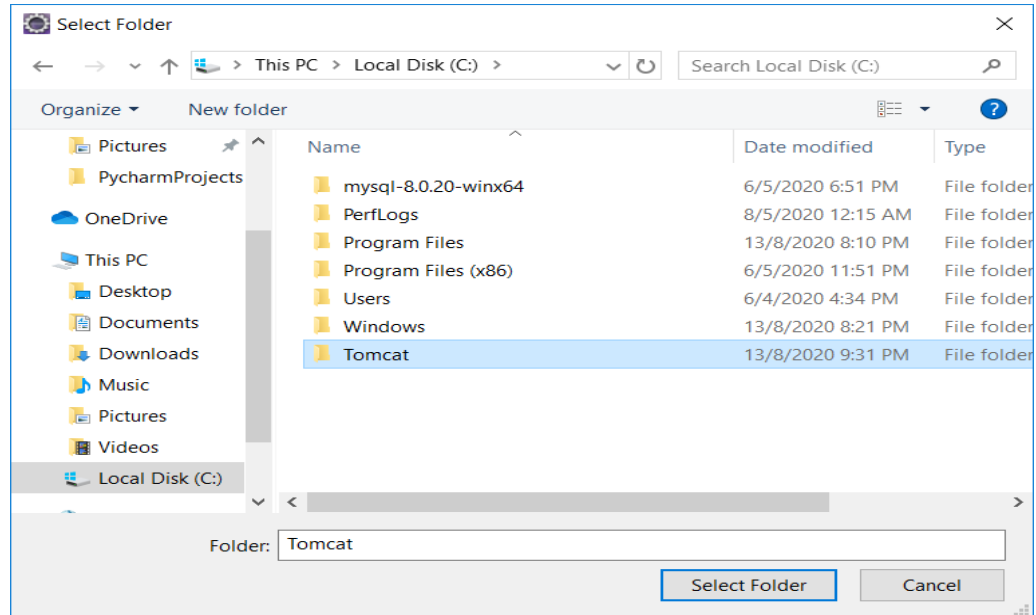 Select Folder
This PC > Local Disk (C:) >
Search Local Disk (C:)
Organize
New folder
?
Pictures
PycharmProjects
OneDrive
This PC
Desktop
Documents
Downloads
Music
Pictures
Videos
Local Disk (C:)
Name Date modified Type
mysql-8.0.20-winx64 6/5/2020 6:51 PM File folder
PerfLogs 8/5/2020 12:15 AM File folder
Program Files 13/8/2020 8:10 PM File folder
Program Files (x86) 6/5/2020 11:51 PM File folder
Users 6/4/2020 4:34 PM File folder
Windows 13/8/2020 8:21 PM File folder
Tomcat 13/8/2020 9:31 PM File folder
Folder: Tomcat
Select Folder Cancel